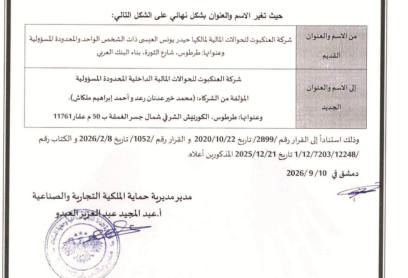 حيث تغير الاسم والعنوان بشكل نهائي على الشكل التالي:
من الاسم والعنوان القديم
شركة العنكبوت للحوالات المالية لمالكها حيدر يونس العيسى ذات الشخص الواحد والمحدودة المسؤولية
وعنوانها: طرطوس، شارع الثورة، بناء البنك العربي
إلى الاسم والعنوان الجديد
شركة العنكبوت للحوالات المالية الداخلية المحدودة المسؤولية
المؤلفة من الشركاء: (محمد خير عدنان رعد و أحمد إبراهيم ملكاش)
وعنوانها: طرطوس، الكورنيش الشرقي شمال جسر الغمقة ب 50 م عقار 11761
وذلك استناداً إلى القرار رقم /2899/ تاريخ 2020/10/22 و القرار رقم /1052/ تاريخ 2026/2/8 و الكتاب رقم
1/12/7203/12248/ تاريخ 2025/12/21 المذكورين أعلاه.
دمشق في 10/ 9/ 2026
مدير مديرية حماية الملكية التجارية والصناعية
أ.عبد المجيد عبد العزيز العبدو